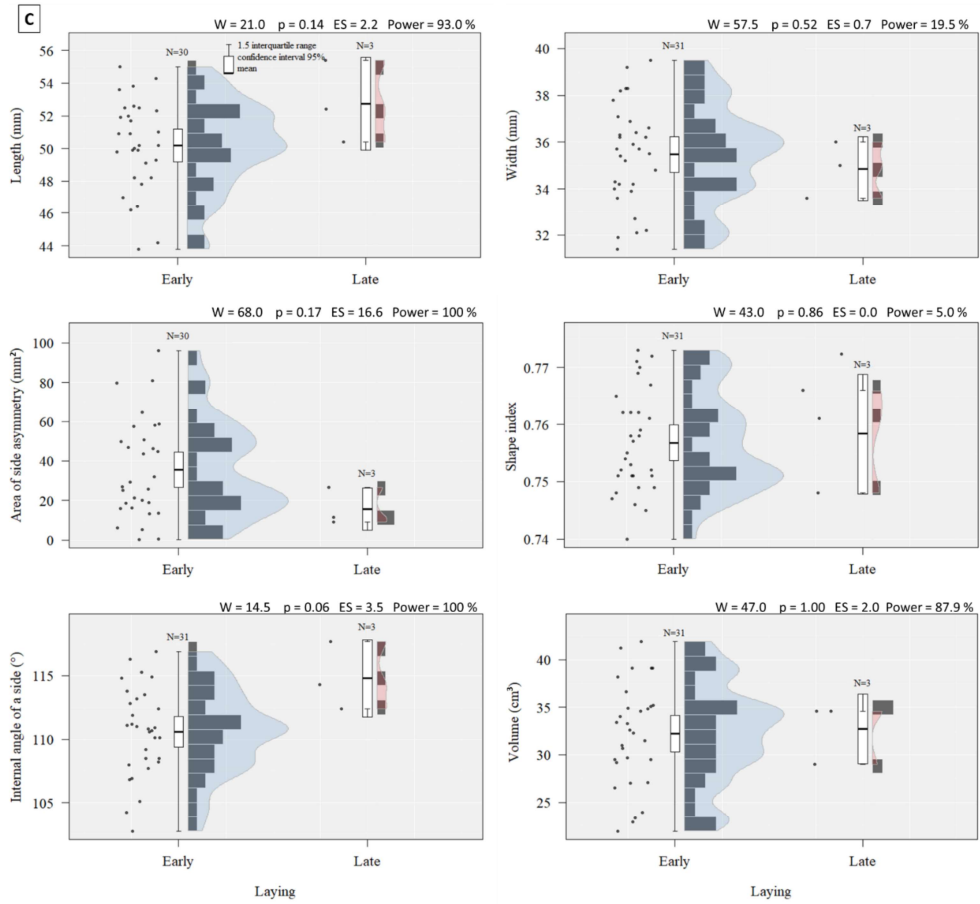 C
W = 21.0 p = 0.14 ES = 2.2 Power = 93.0 %
Length (mm)
56
54
52
50
48
46
44
N=30
1.5 interquartile range
confidence interval 95%
mean
N=3
Early
Late
W = 57.5 p = 0.52 ES = 0.7 Power = 19.5 %
Width (mm)
40
38
36
34
32
N=31
N=3
Early
Late
W = 68.0 p = 0.17 ES = 16.6 Power = 100 %
Area of side asymmetry (mm²)
100
80
60
40
20
0
N=30
N=3
Early
Late
W = 43.0 p = 0.86 ES = 0.0 Power = 5.0 %
Shape index
0.77
0.76
0.75
0.74
N=31
N=3
Early
Late
W = 14.5 p = 0.06 ES = 3.5 Power = 100 %
Internal angle of a side (°)
115
110
105
N=31
N=3
Early
Late
Laying
W = 47.0 p = 1.00 ES = 2.0 Power = 87.9 %
Volume (cm³)
40
35
30
25
N=31
N=3
Early
Late
Laying